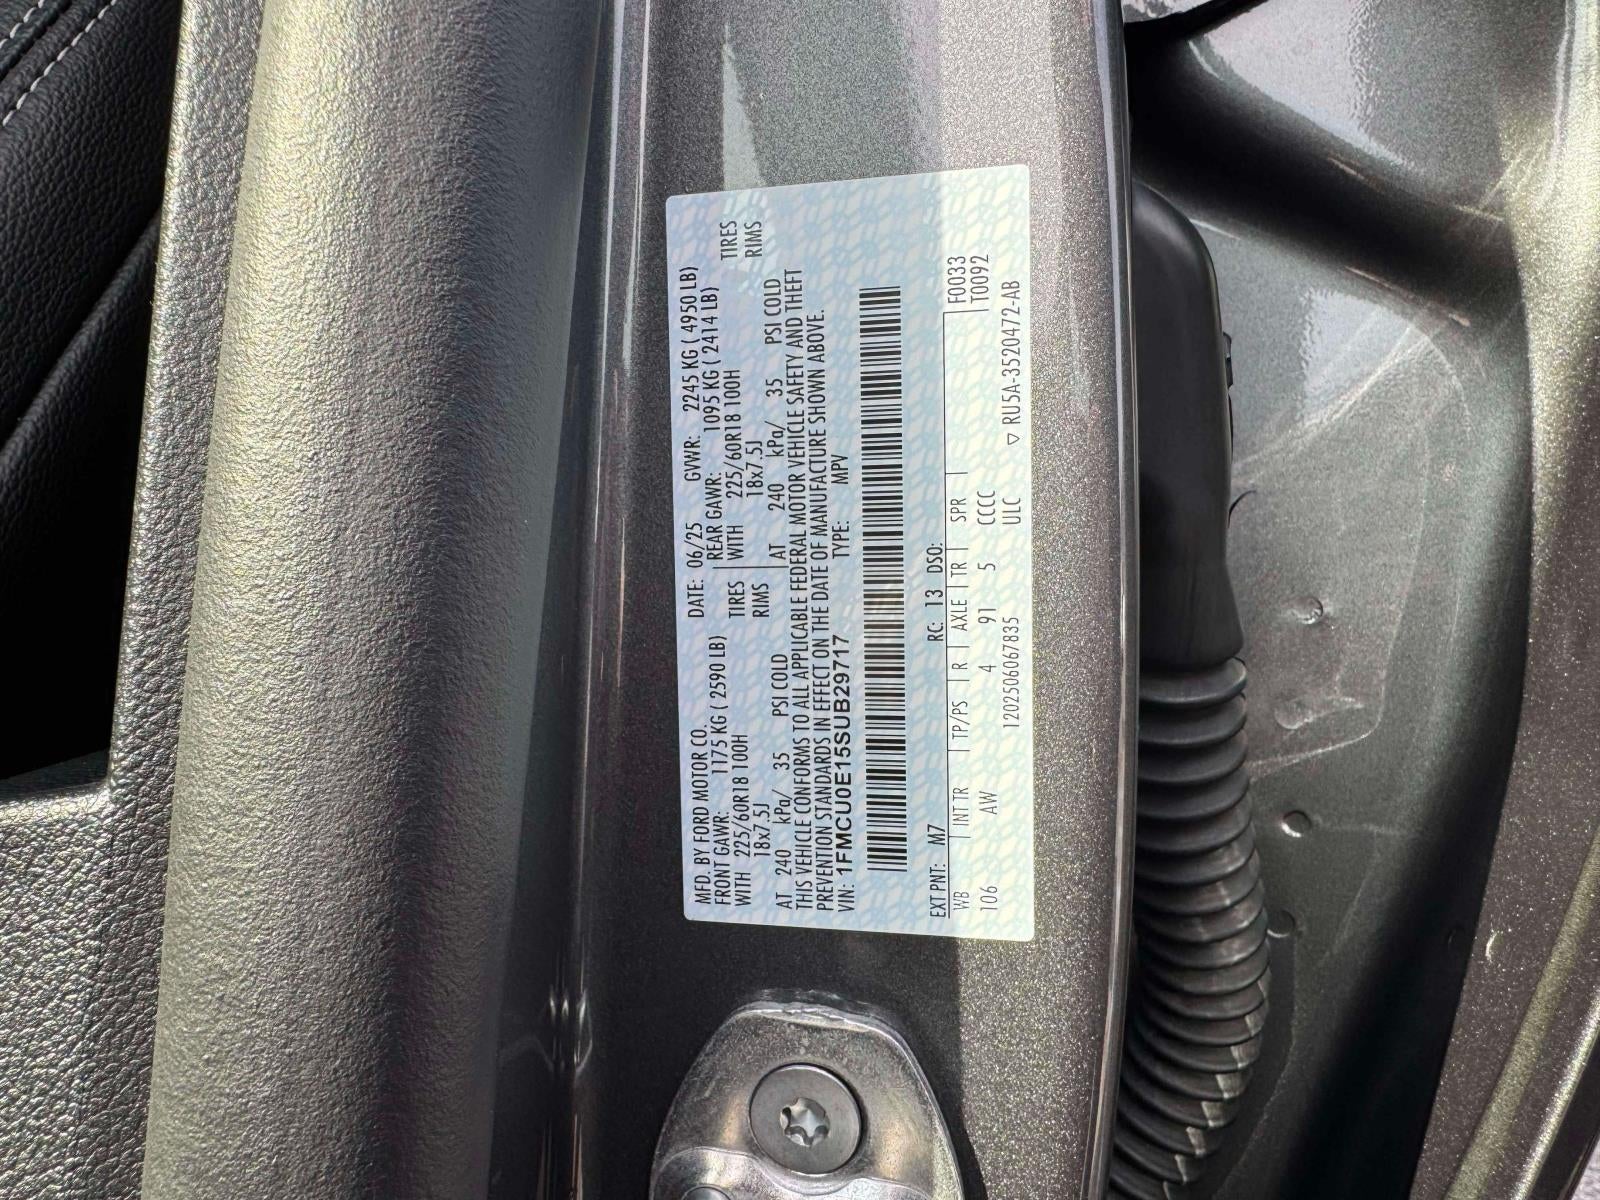 MFD. BY FORD MOTOR CO. DATE: 06/25 GVWR: 2245 KG ( 4950 LB)
FRONT GAWR: 1175 KG ( 2590 LB) REAR GAWR: 1095 KG ( 2414 LB)
WITH 225/60R18 100H TIRES WITH 225/60R18 100H TIRES
18x7.5J RIMS 18x7.5J RIMS
AT 240 kPa/ 35 PSI COLD AT 240 kPa/ 35 PSI COLD
THIS VEHICLE CONFORMS TO ALL APPLICABLE FEDERAL MOTOR VEHICLE SAFETY AND THEFT
PREVENTION STANDARDS IN EFFECT ON THE DATE OF MANUFACTURE SHOWN ABOVE.
VIN: 1FMCU0E15SUB29717 TYPE: MPV
EXT PNT: M7 RC: 13 DSO: F0033
WB INT TR TP/PS R AXLE TR SPR T0092
106 AW 4 91 5 CCCC
120250606​7835 ULC ▽ RU5A-3520472-AB